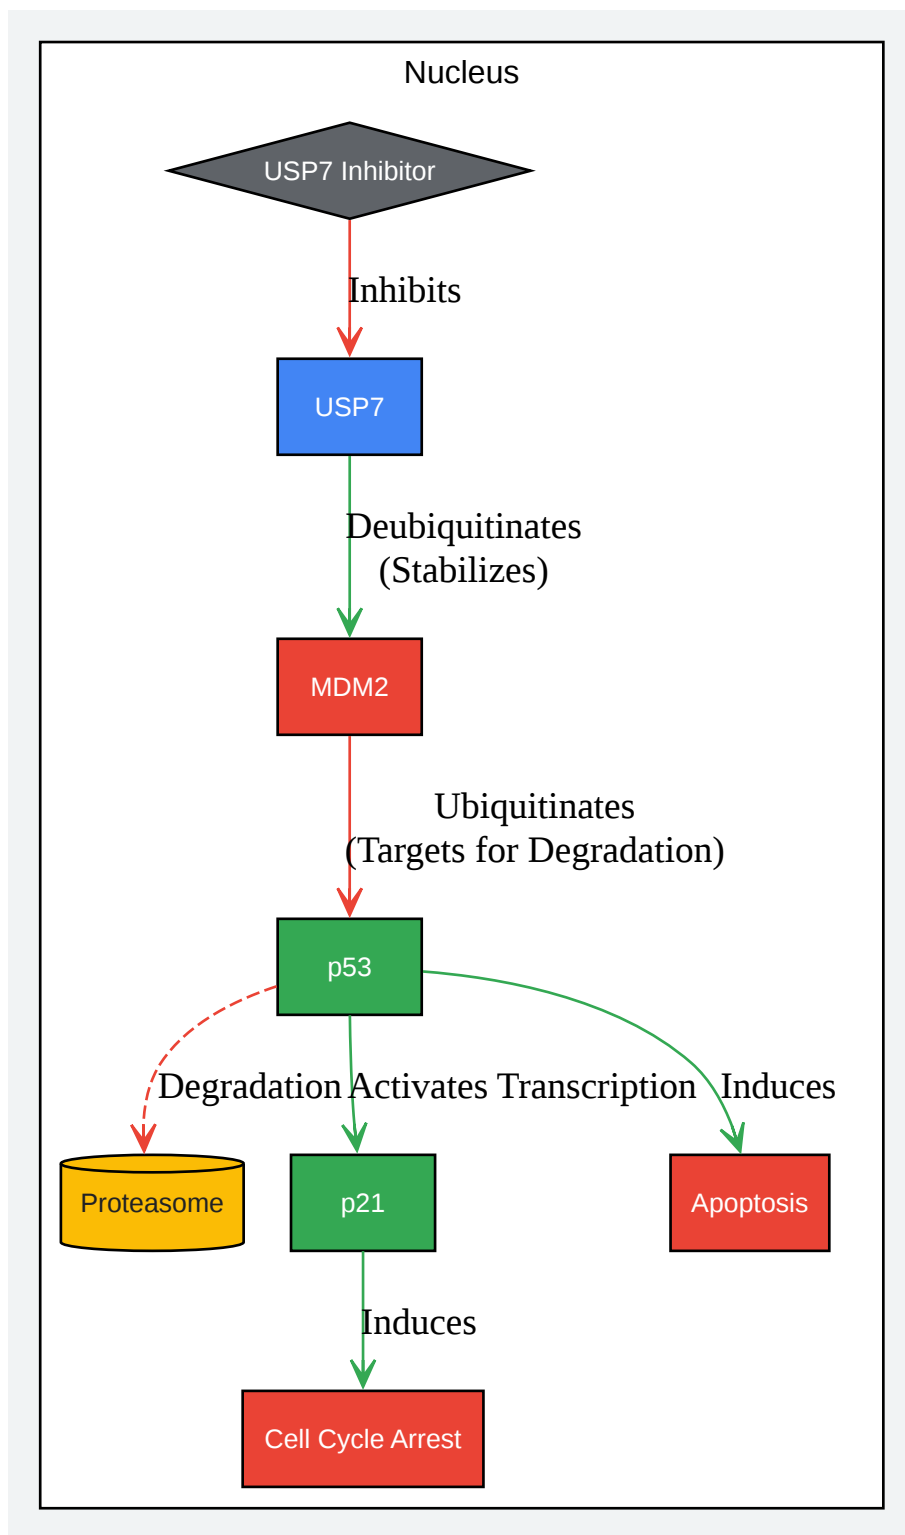 Nucleus
USP7 Inhibitor
Inhibits
USP7
Deubiquitinates
(Stabilizes)
MDM2
Ubiquitinates
(Targets for Degradation)
p53
Degradation
Activates Transcription
Induces
Proteasome
p21
Apoptosis
Induces
Cell Cycle Arrest